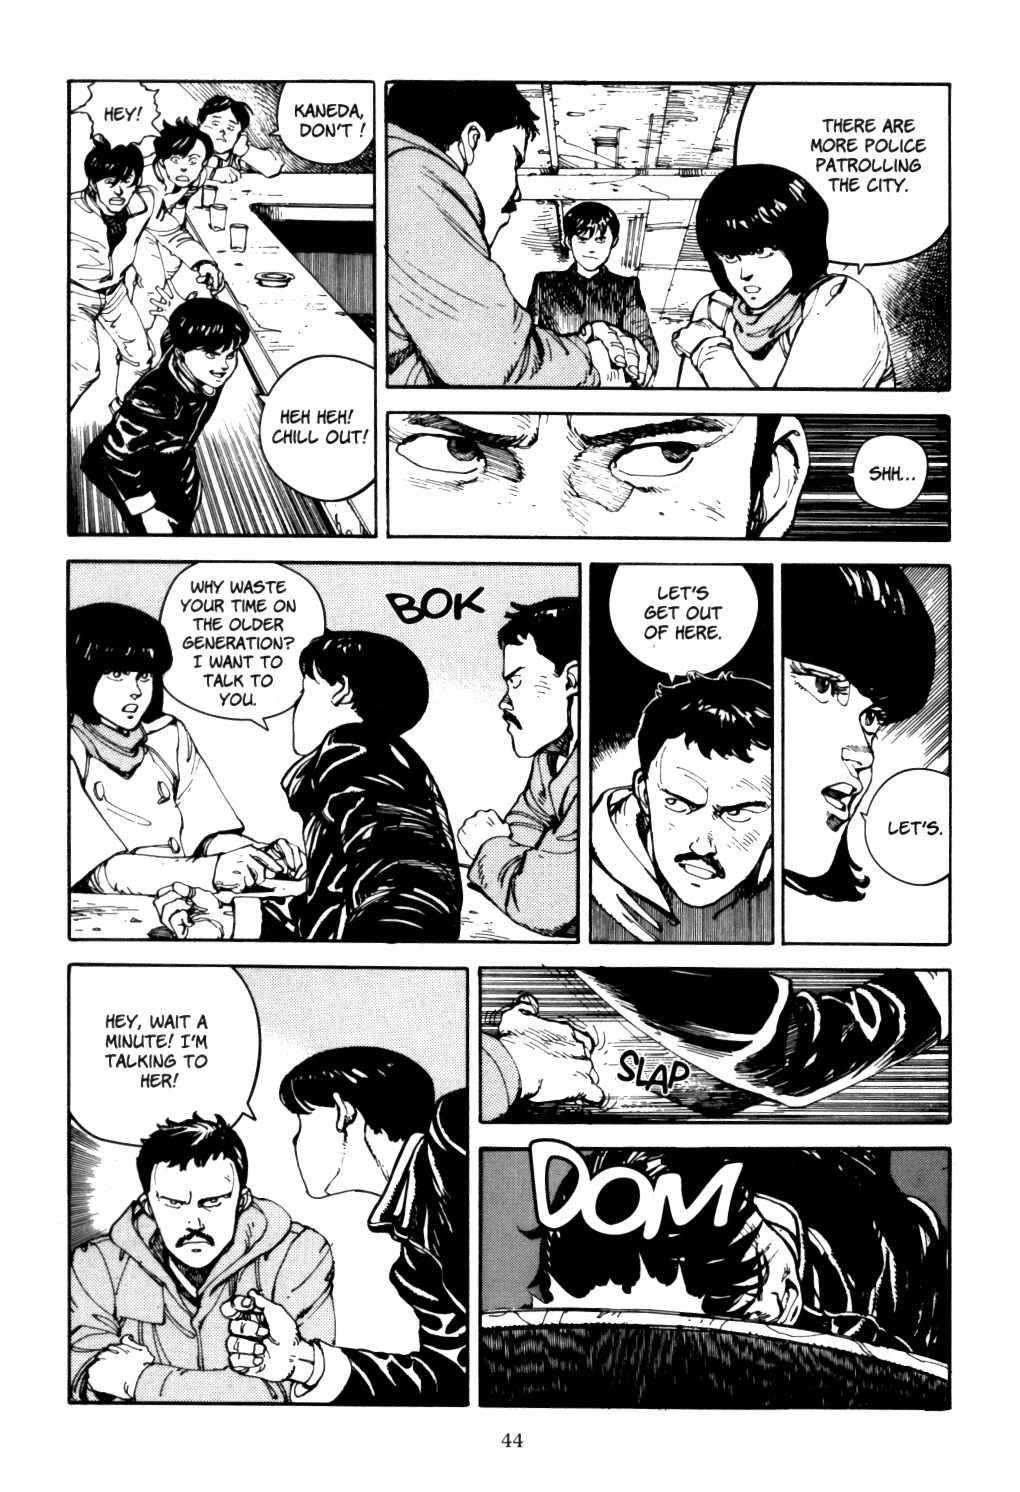 HEY!
KANEDA,
DON'T!
HEH HEH!
CHILL OUT!
THERE ARE
MORE POLICE
PATROLLING
THE CITY.
SHH...
WHY WASTE
YOUR TIME ON
THE OLDER
GENERATION?
I WANT TO
TALK TO
YOU.
BOK
LET'S
GET OUT
OF HERE.
LET'S.
HEY, WAIT A
MINUTE! I'M
TALKING TO
HER!
SLAP
DOM
44